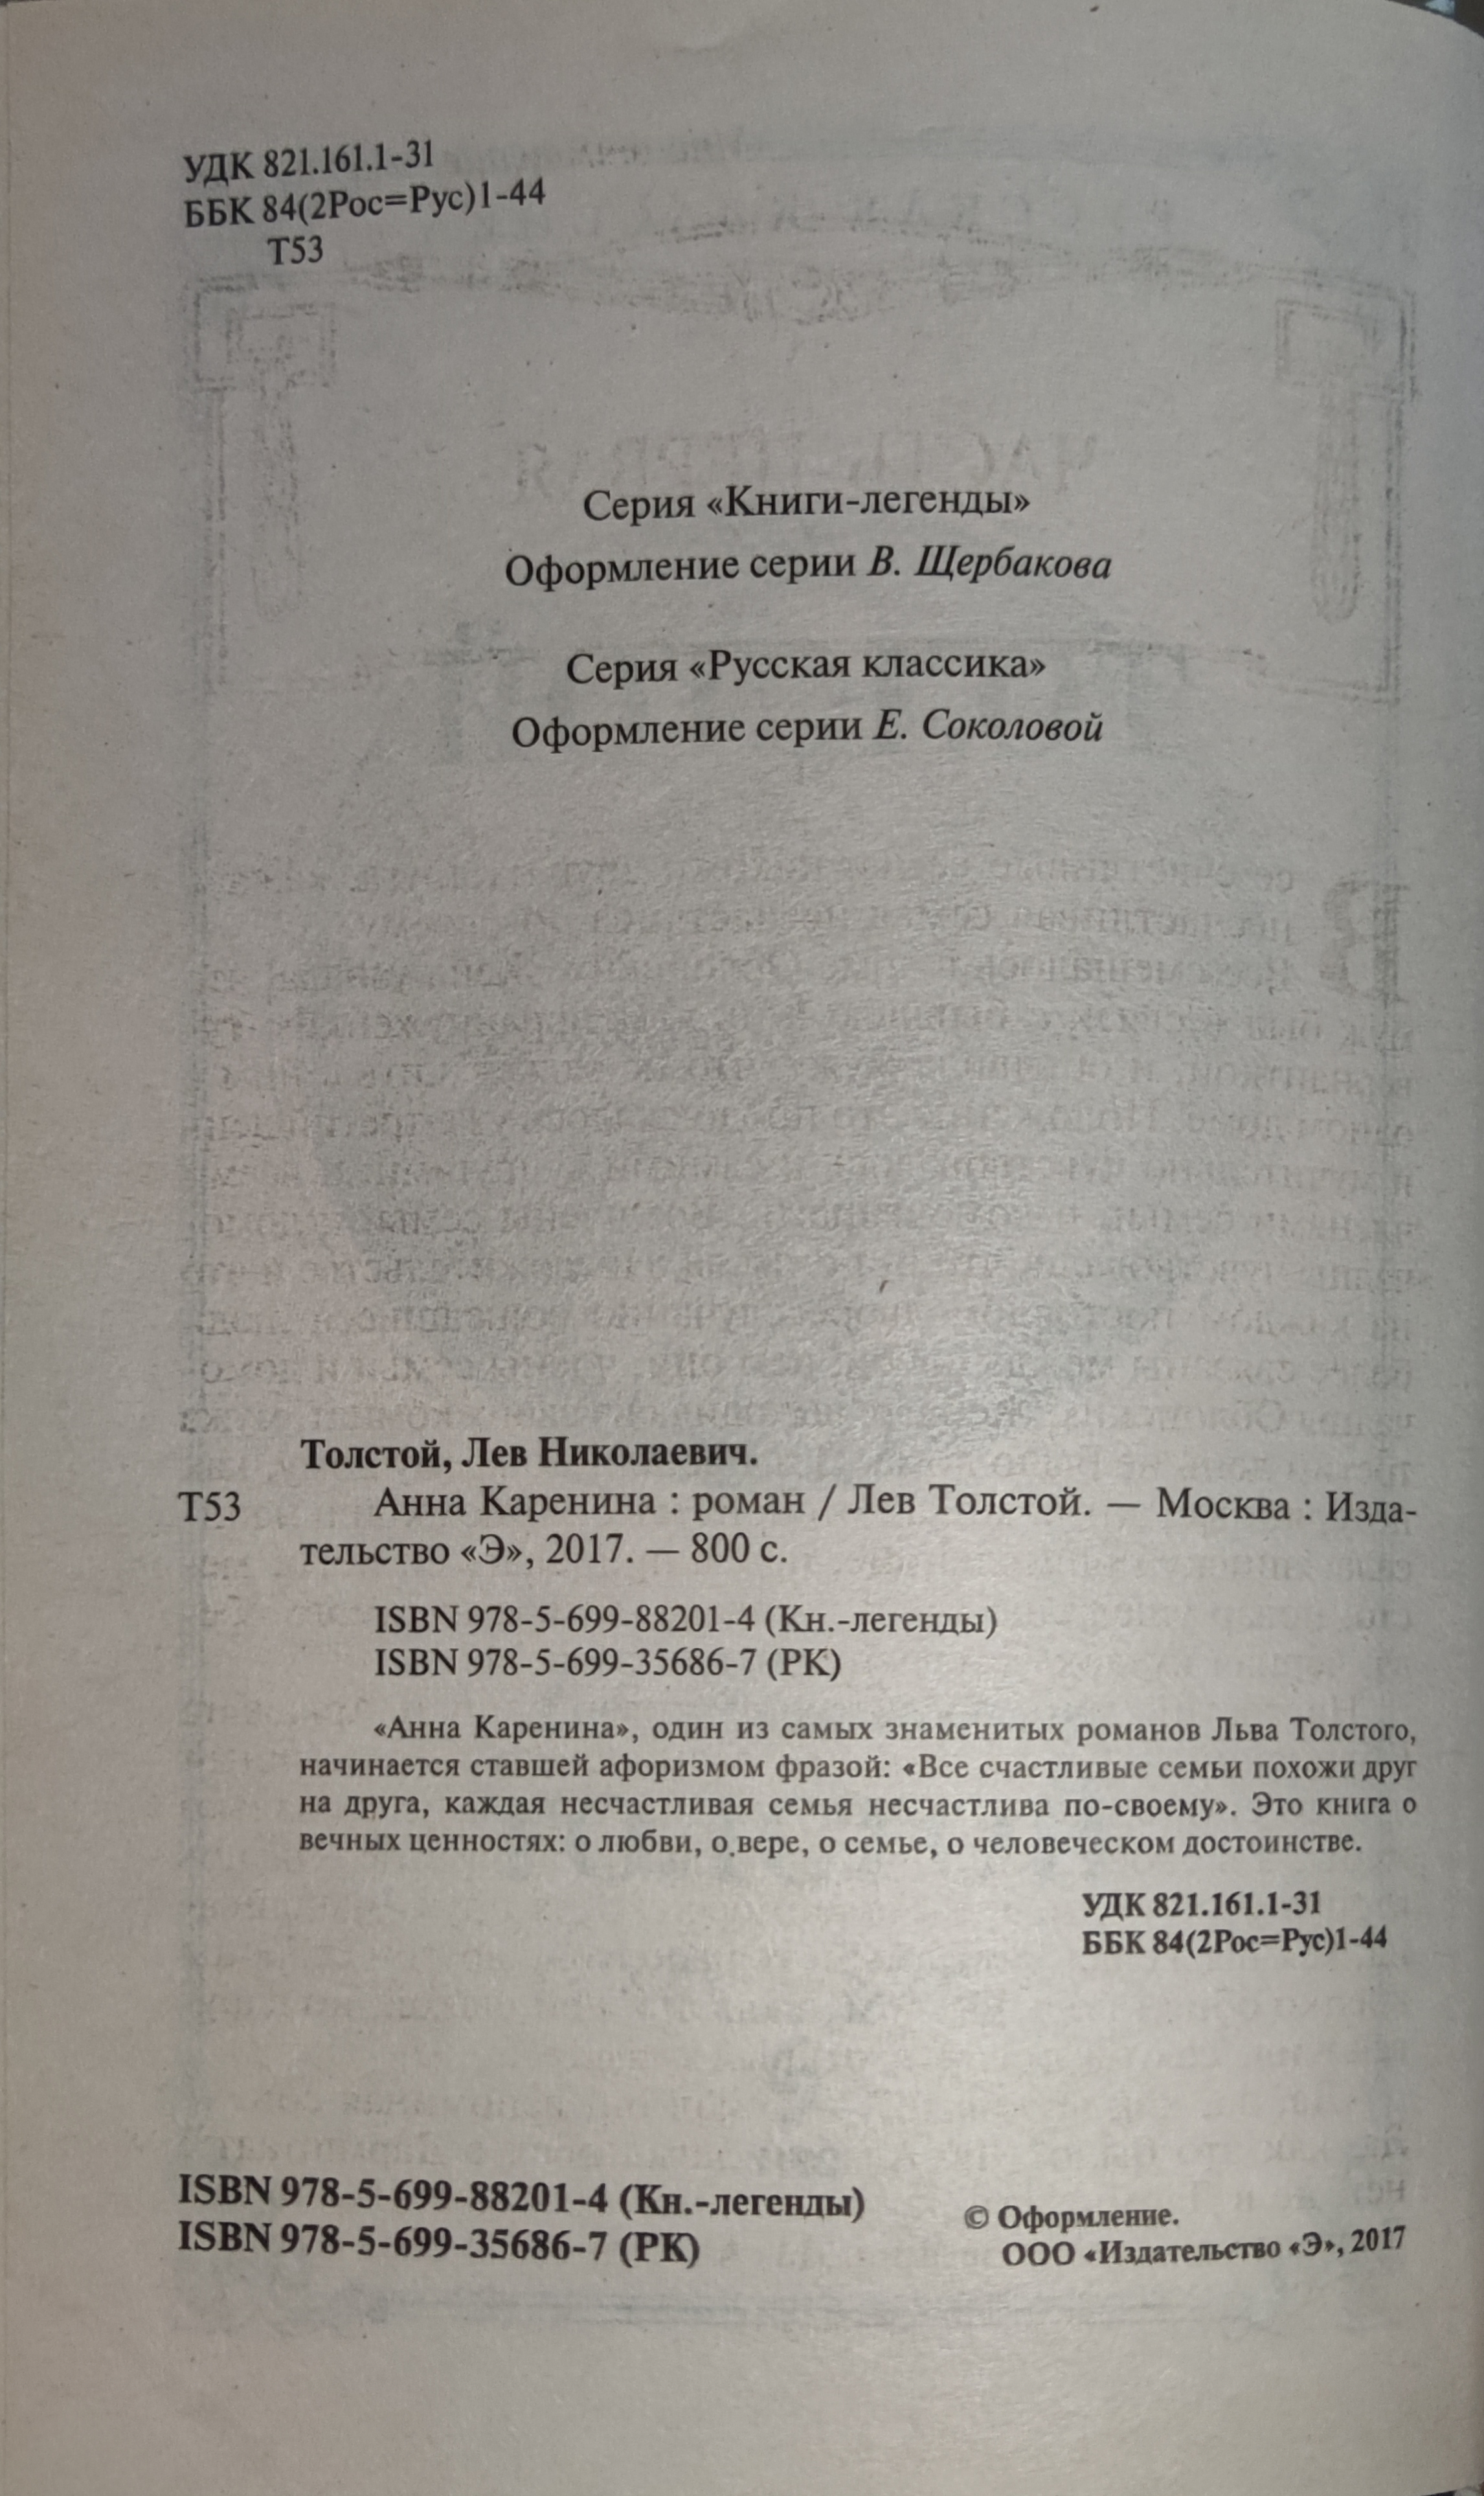 УДК 821.161.1-31
ББК 84(2Рос=Рус)1-44
Т53
Серия «Книги-легенды»
Оформление серии В. Щербакова
Серия «Русская классика»
Оформление серии Е. Соколовой
Толстой, Лев Николаевич.
Т53 Анна Каренина : роман / Лев Толстой. — Москва : Изда-
тельство «Э», 2017. — 800 с.
ISBN 978-5-699-88201-4 (Кн.-легенды)
ISBN 978-5-699-35686-7 (РК)
«Анна Каренина», один из самых знаменитых романов Льва Толстого,
начинается ставшей афоризмом фразой: «Все счастливые семьи похожи друг
на друга, каждая несчастливая семья несчастлива по-своему». Это книга о
вечных ценностях: о любви, о вере, о семье, о человеческом достоинстве.
УДК 821.161.1-31
ББК 84(2Рос=Рус)1-44
ISBN 978-5-699-88201-4 (Кн.-легенды)
ISBN 978-5-699-35686-7 (РК)
© Оформление.
ООО «Издательство «Э», 2017